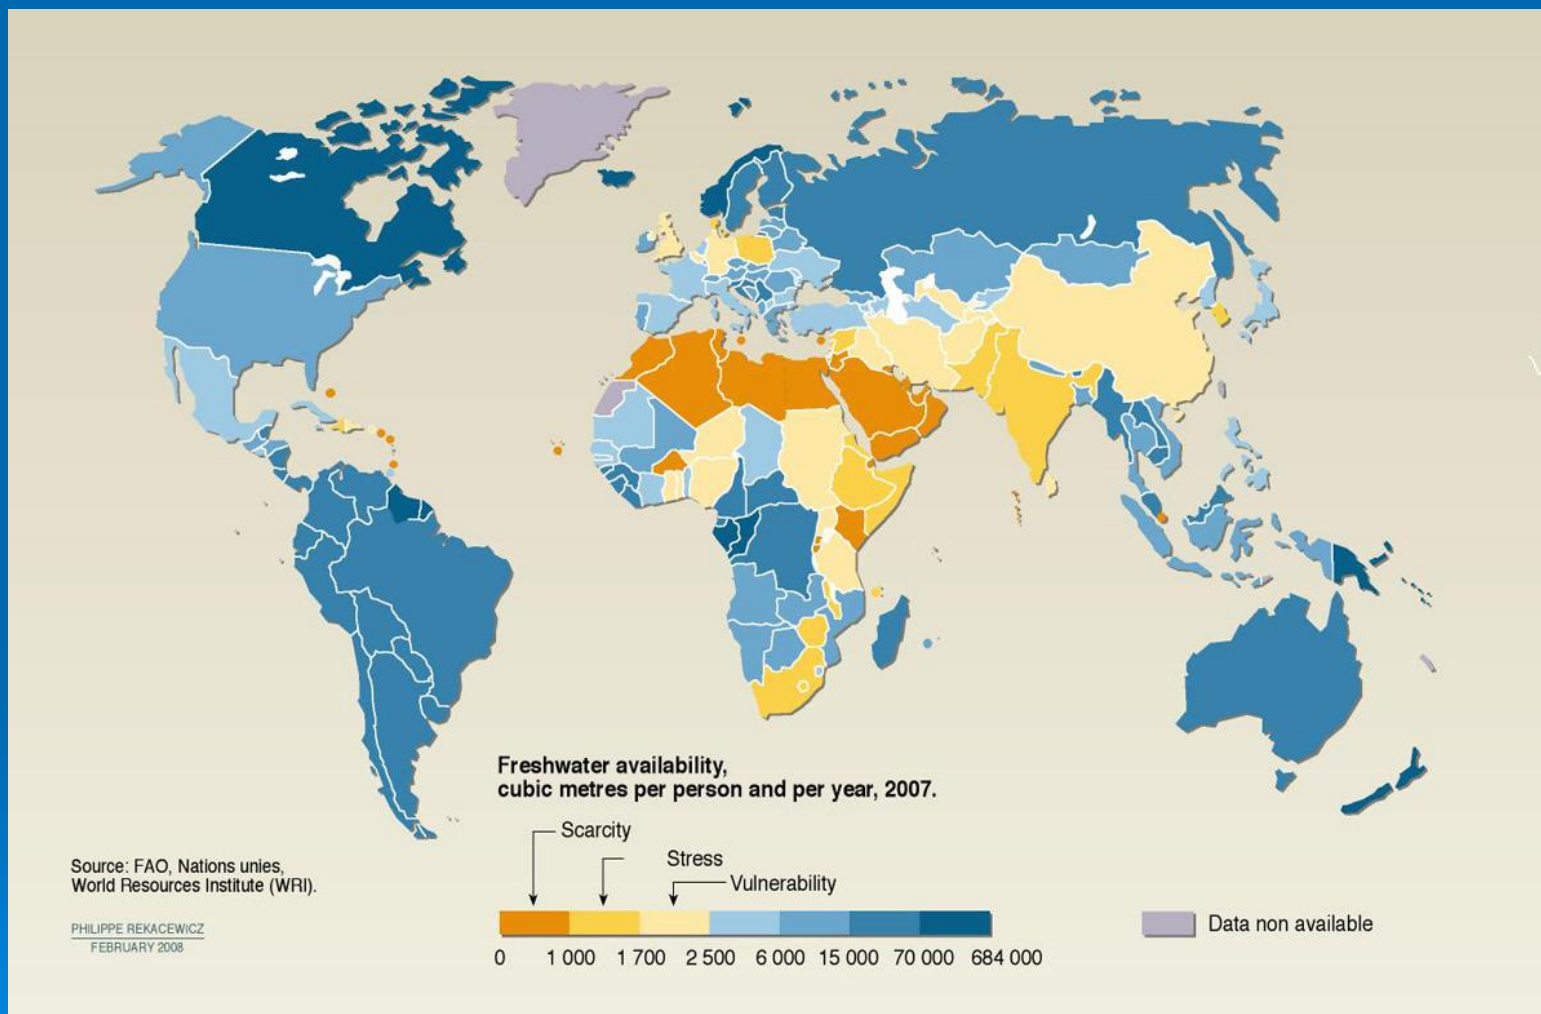 Freshwater availability,
cubic metres per person and per year, 2007.
Scarcity
Stress
Vulnerability
0 1 000 1 700 2 500 6 000 15 000 70 000 684 000
Data non available
Source: FAO, Nations unies,
World Resources Institute (WRI).
PHILIPPE REKACEWICZ
FEBRUARY 2008